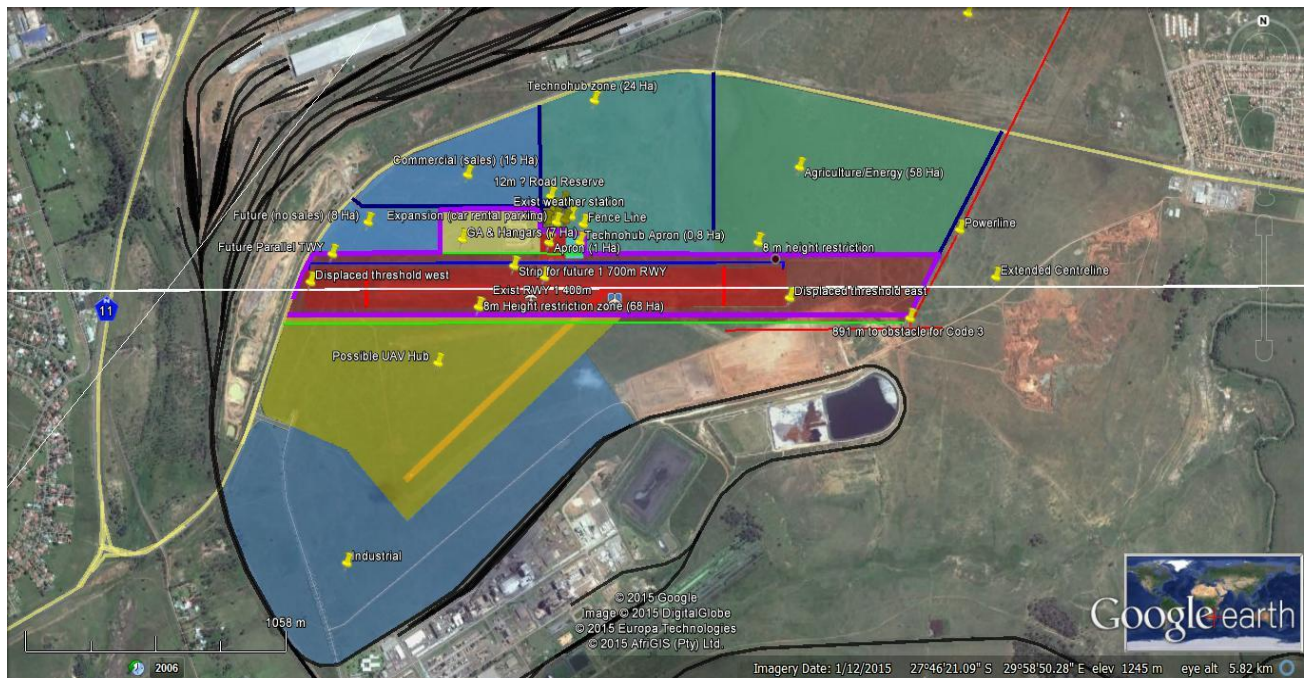 N
Technohub zone (24 Ha)
Commercial (sales) (15 Ha)
Agriculture/Energy (58 Ha)
12m ? Road Reserve
Exist weather station
Future (no sales) (8 Ha)
Expansion (car rental parking)
Fence Line
Powerline
GA & Hangars (7 Ha)
Technohub Apron (0,8 Ha)
Future Parallel TWY
Apron (1 Ha)
8 m height restriction
Displaced threshold west
Strip for future 1 700m RWY
Extended Centreline
Exist RWY 1 400m
Displaced threshold east
8m Height restriction zone (68 Ha)
N
11
891 m to obstacle for Code 3
Possible UAV Hub
Industrial
1058 m
© 2015 Google
Image © 2015 DigitalGlobe
© 2015 Europa Technologies
© 2015 AfriGIS (Pty) Ltd.
Google earth
2006
Imagery Date: 1/12/2015 27°46'21.09" S 29°58'50.28" E elev 1245 m eye alt 5.82 km